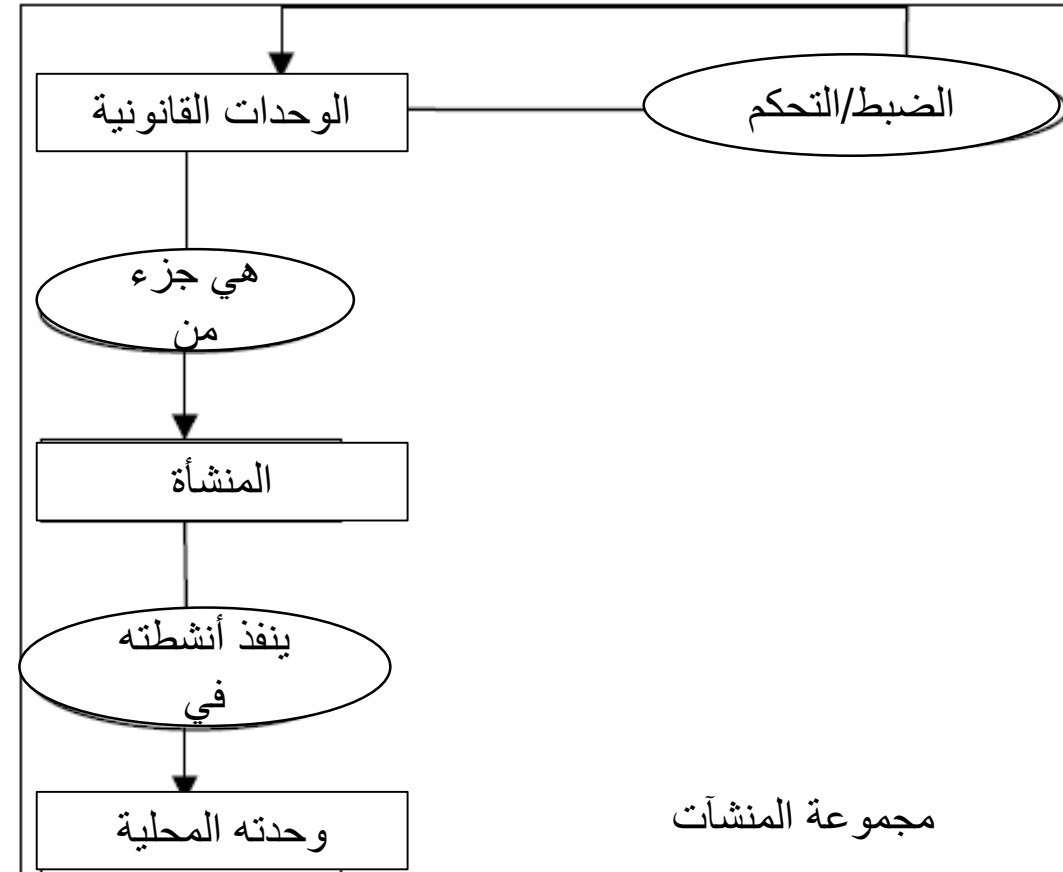 الضبط/التحكم
الوحدات القانونية
هي جزء
من
المنشأة
ينفذ أنشطته
في
وحدته المحلية
مجموعة المنشآت